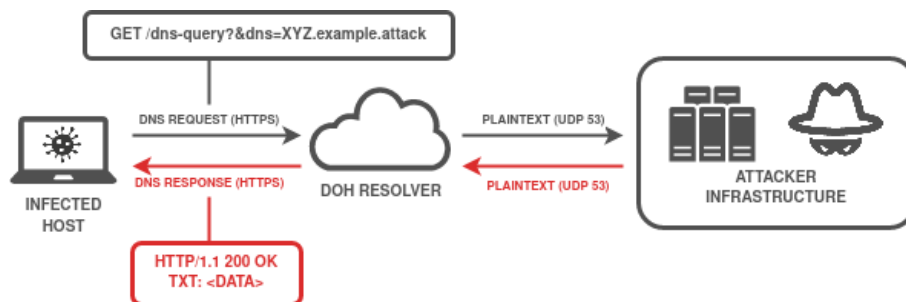 GET /dns-query?&dns=XYZ.example.attack
DNS REQUEST (HTTPS)
PLAINTEXT (UDP 53)
DNS RESPONSE (HTTPS)
PLAINTEXT (UDP 53)
INFECTED
HOST
DOH RESOLVER
ATTACKER
INFRASTRUCTURE
HTTP/1.1 200 OK
TXT: <DATA>